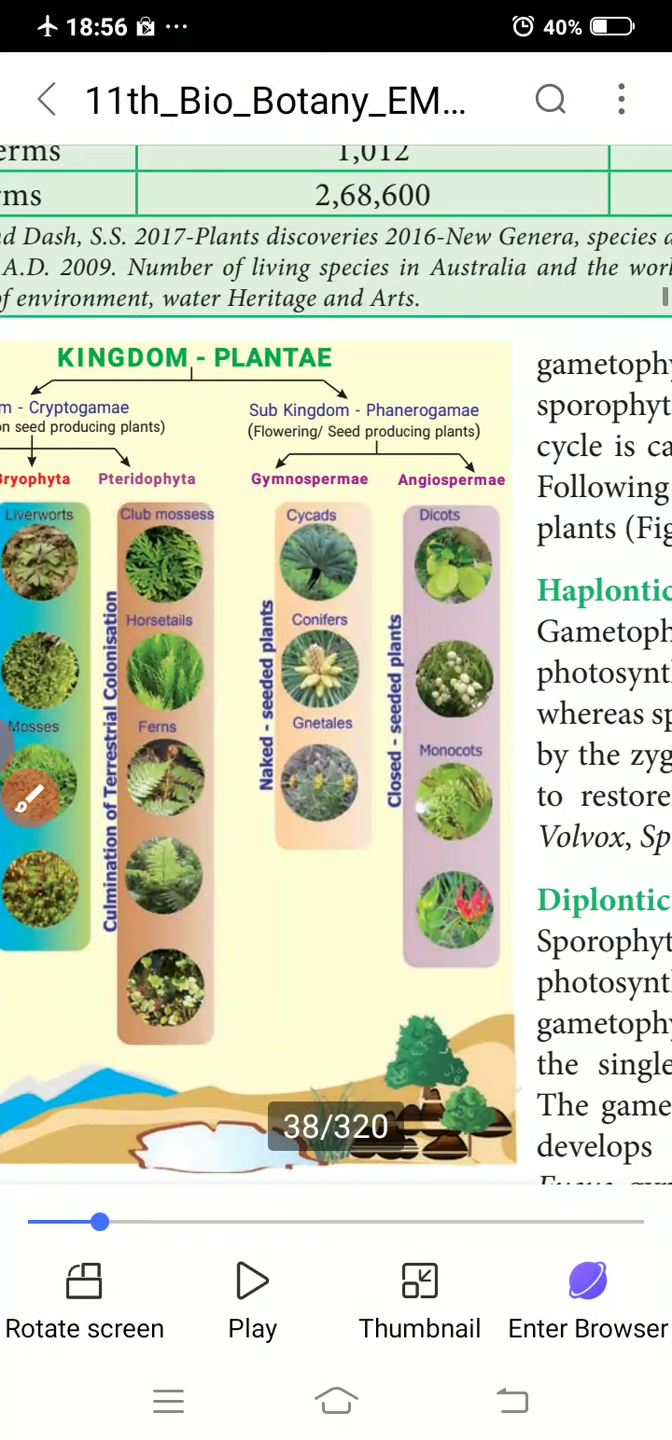 18:56
40%
11th_Bio_Botany_EM...
erms 1,012
ms 2,68,600
d Dash, S.S. 2017-Plants discoveries 2016-New Genera, species a
A.D. 2009. Number of living species in Australia and the worl
of environment, water Heritage and Arts.
KINGDOM - PLANTAE
m - Cryptogamae
on seed producing plants)
Sub Kingdom - Phanerogamae
(Flowering/ Seed producing plants)
Bryophyta
Pteridophyta
Gymnospermae
Angiospermae
Liverworts
Mosses
Culmination of Terrestrial Colonisation
Club mossess
Horsetails
Ferns
Naked - seeded plants
Cycads
Conifers
Gnetales
Closed - seeded plants
Dicots
Monocots
gametophy
sporophyt
cycle is ca
Following
plants (Fig
Haplontic
Gametoph
photosynth
whereas sp
by the zyg
to restore
Volvox, Sp
Diplontic
Sporophyt
photosynth
gametophy
the single
The game
develops
38/320
Rotate screen
Play
Thumbnail
Enter Browser